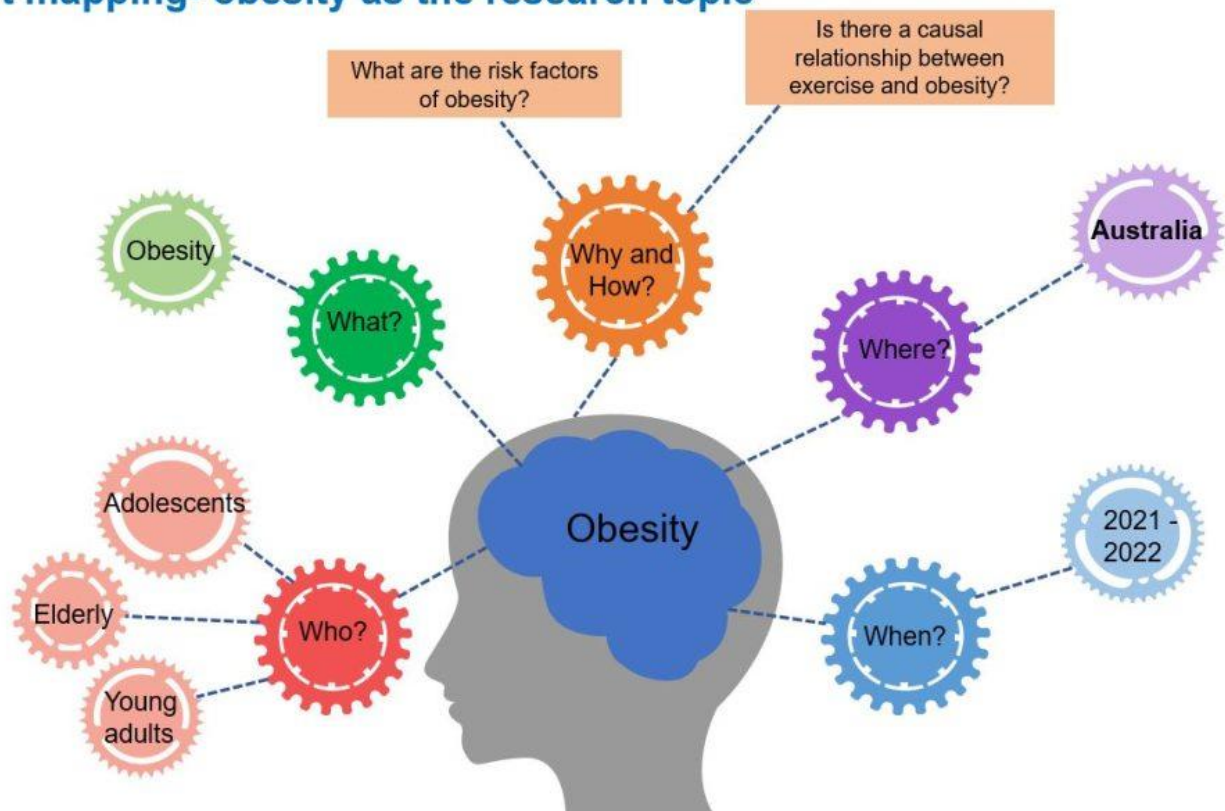 mapping- obesity as the research topic
What are the risk factors
of obesity?
Is there a causal
relationship between
exercise and obesity?
Obesity
What?
Why and
How?
Where?
Australia
Adolescents
Elderly
Young
adults
Who?
Obesity
When?
2021 -
2022